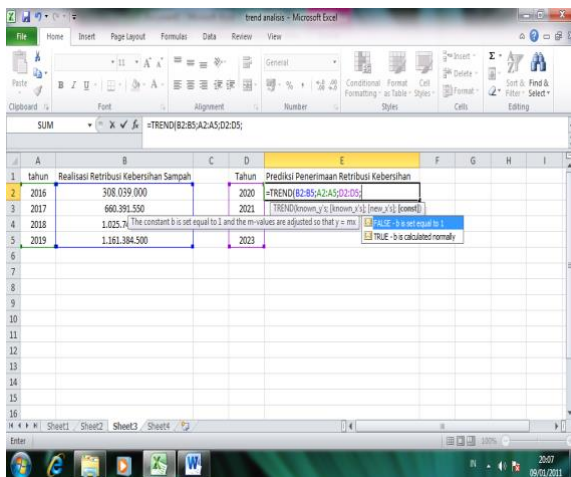 trend analisis - Microsoft Excel
File Home Insert Page Layout Formulas Data Review View
Paste
11
General
Conditional Formatting
Format as Table
Cell Styles
Insert
Delete
Format
Sort & Filter
Find & Select
Clipboard Font Alignment Number Styles Cells Editing
SUM =TREND(B2:B5;A2:A5;D2:D5;
A B C D E F G H I
1 tahun Realisasi Retribusi Kebersihan Sampah Tahun Prediksi Penerimaan Retribusi Kebersihan
2 2016 308.039.000 2020 =TREND(B2:B5;A2:A5;D2:D5;
3 2017 660.391.550 2021 TREND(known_y's; [known_x's]; [new_x's]; [const])
4 2018 The constant b is set equal to 1 and the m-values are adjusted so that y = mx FALSE - b is set equal to 1
5 2019 1.161.384.500 2023 TRUE - b is calculated normally
6
7
8
9
10
11
12
13
14
15
16
Sheet1 Sheet2 Sheet3 Sheet4
Enter 100%
IN 20:07
09/01/2011